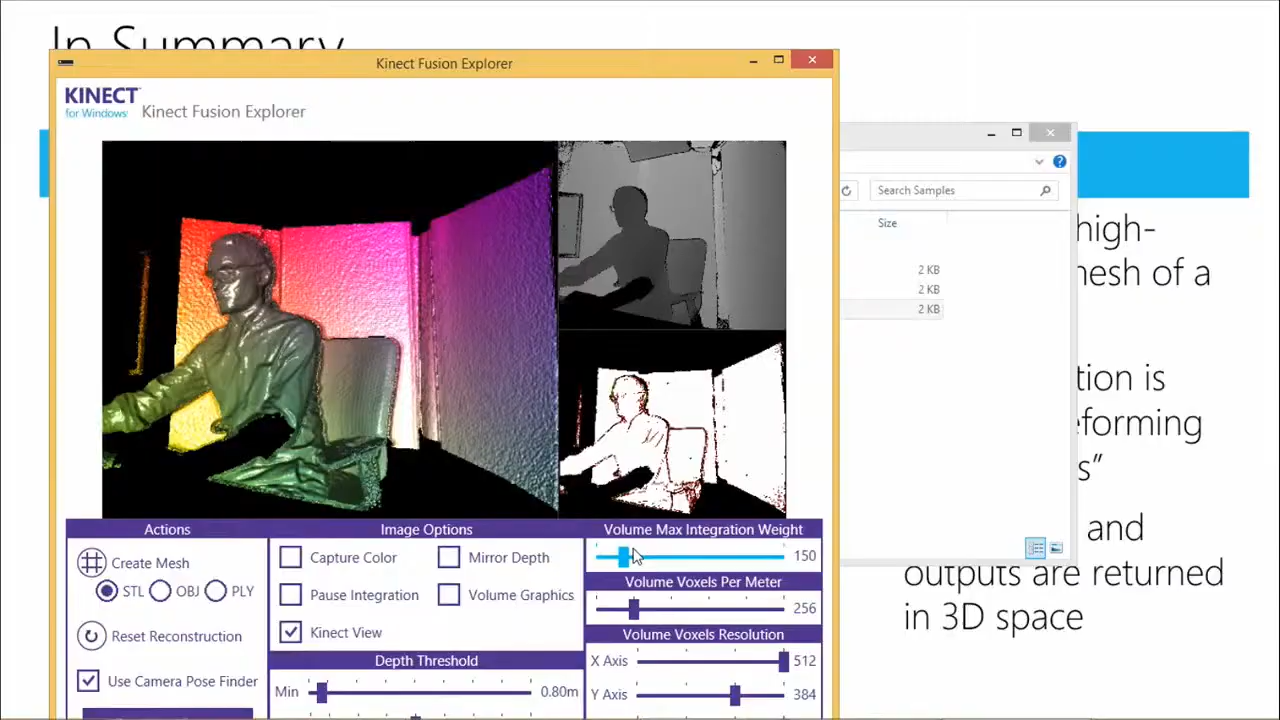 In Summary
Kinect Fusion Explorer
KINECT
for Windows
Kinect Fusion Explorer
Search Samples
Size
2 KB
2 KB
2 KB
high-
mesh of a
tion is
eforming
s”
and
outputs are returned
in 3D space
Actions
Create Mesh
STL OBJ PLY
Reset Reconstruction
Use Camera Pose Finder
Image Options
Capture Color Mirror Depth
Pause Integration Volume Graphics
Kinect View
Depth Threshold
Min 0.80m
Volume Max Integration Weight
150
Volume Voxels Per Meter
256
Volume Voxels Resolution
X Axis 512
Y Axis 384